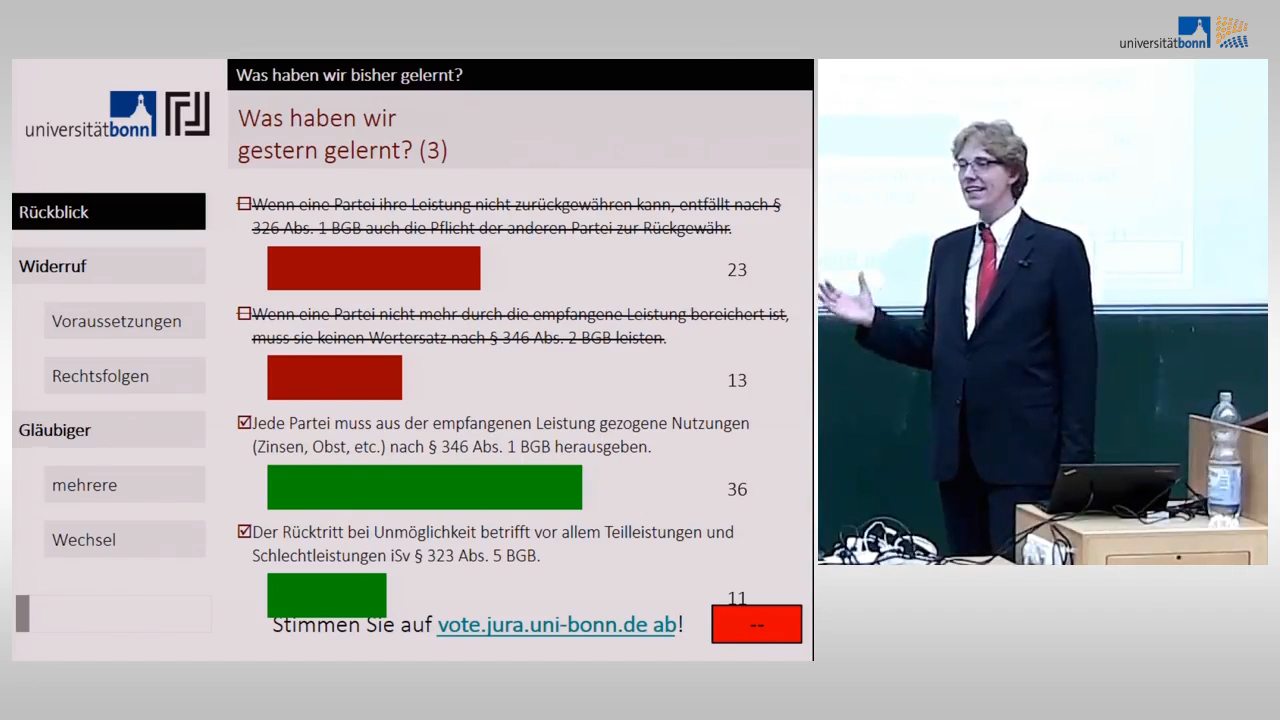 universitätbonn
Was haben wir bisher gelernt?
universitätbonn
Was haben wir
gestern gelernt? (3)
Rückblick
Widerruf
Voraussetzungen
Rechtsfolgen
Gläubiger
mehrere
Wechsel
Wenn eine Partei ihre Leistung nicht zurückgewähren kann, entfällt nach §
326 Abs. 1 BGB auch die Pflicht der anderen Partei zur Rückgewähr.
23
Wenn eine Partei nicht mehr durch die empfangene Leistung bereichert ist,
muss sie keinen Wertersatz nach § 346 Abs. 2 BGB leisten.
13
Jede Partei muss aus der empfangenen Leistung gezogene Nutzungen
(Zinsen, Obst, etc.) nach § 346 Abs. 1 BGB herausgeben.
36
Der Rücktritt bei Unmöglichkeit betrifft vor allem Teilleistungen und
Schlechtleistungen iSv § 323 Abs. 5 BGB.
11
Stimmen Sie auf vote.jura.uni-bonn.de ab!
--